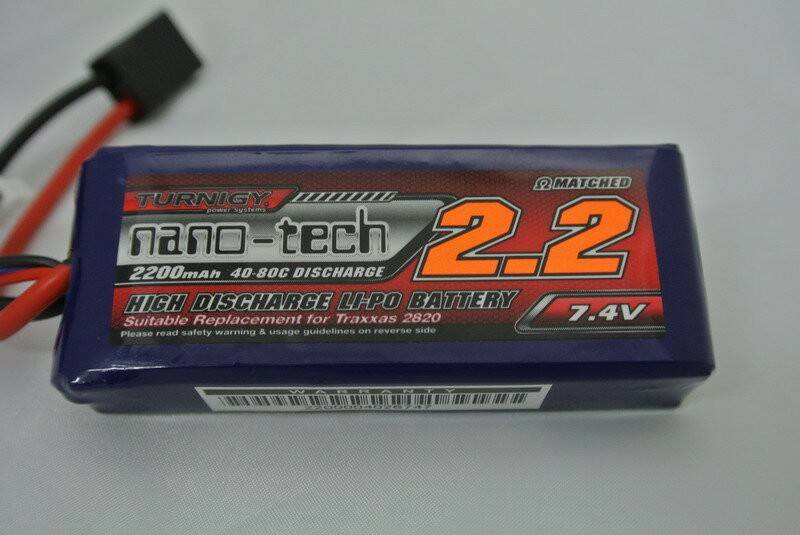 TURNIGY
power systems
Ω MATCHED
nano-tech
2.2
2200mAh 40-80C DISCHARGE
HIGH DISCHARGE LI-PO BATTERY
7.4V
Suitable Replacement for Traxxas 2820
Please read safety warning & usage guidelines on reverse side
WARRANTY
2200004026747